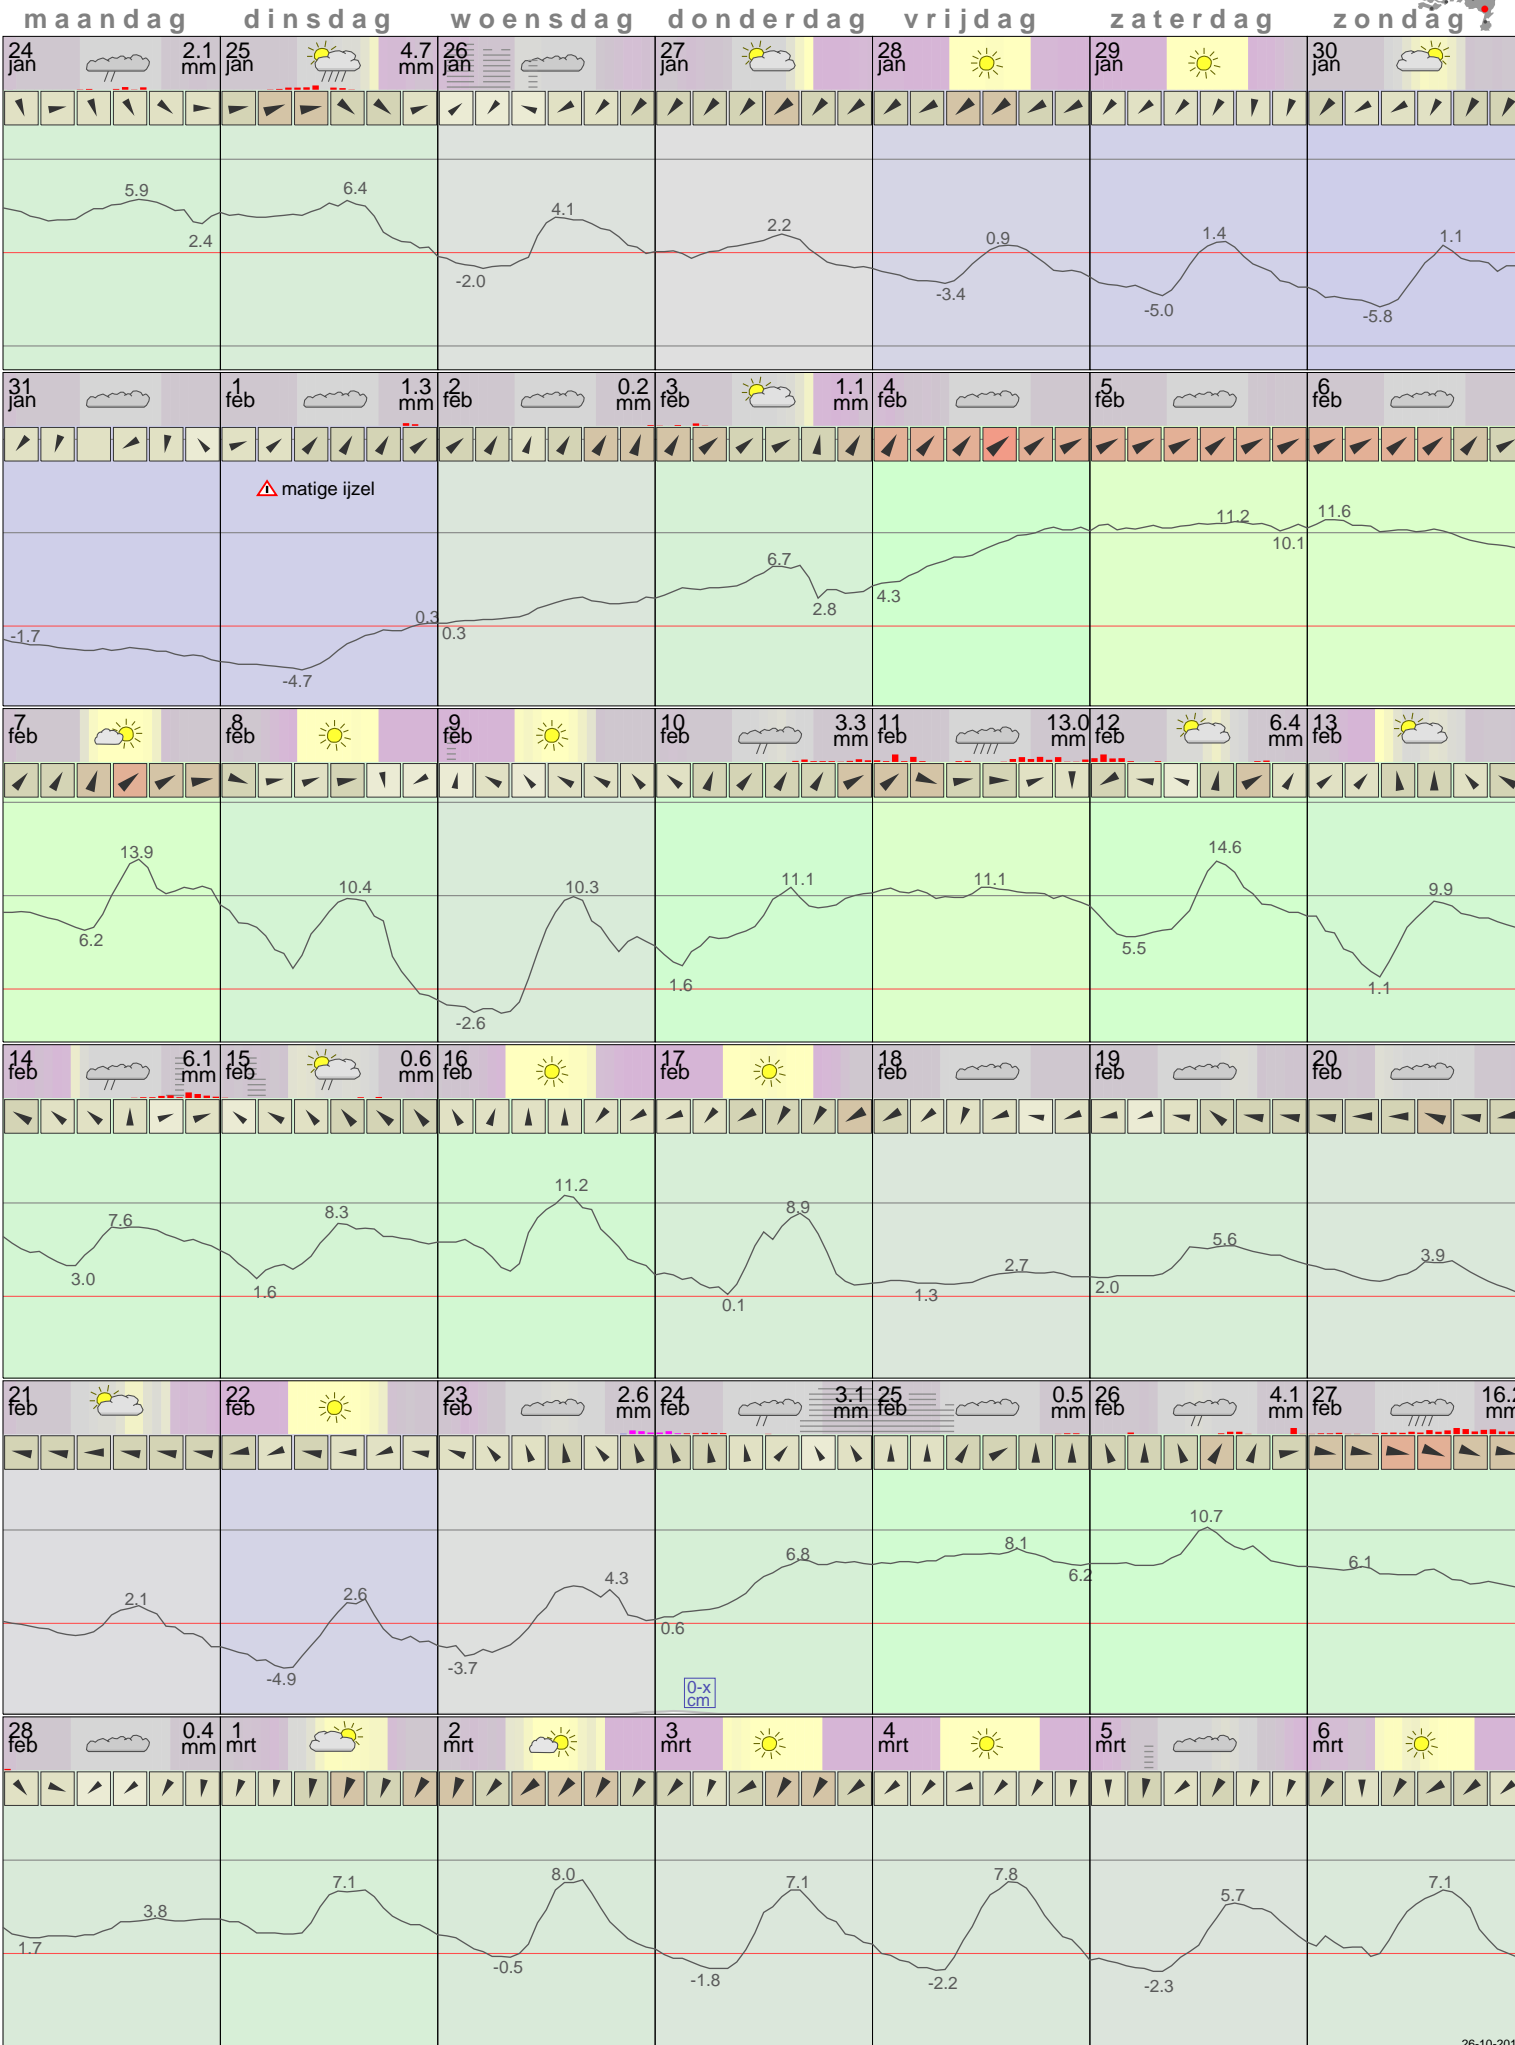 maandag dinsdag woensdag donderdag vrijdag zaterdag zondag
24 jan 2.1 mm 25 jan 4.7 mm 26 jan 27 jan 28 jan 29 jan 30 jan
5.9 2.4 6.4 -2.0 4.1 2.2 -3.4 0.9 -5.0 1.4 -5.8 1.1
31 jan 1 feb 1.3 mm 2 feb 0.2 mm 3 feb 1.1 mm 4 feb 5 feb 6 feb
matige ijzel
-1.7 -4.7 0.3 0.3 6.7 2.8 4.3 11.2 10.1 11.6
7 feb 8 feb 9 feb 10 feb 3.3 mm 11 feb 13.0 mm 12 feb 6.4 mm 13 feb
6.2 13.9 10.4 -2.6 10.3 1.6 11.1 11.1 5.5 14.6 1.1 9.9
14 feb 6.1 mm 15 feb 0.6 mm 16 feb 17 feb 18 feb 19 feb 20 feb
3.0 7.6 1.6 8.3 11.2 0.1 8.9 1.3 2.7 2.0 5.6 3.9
21 feb 22 feb 23 feb 2.6 mm 24 feb 3.1 mm 25 feb 0.5 mm 26 feb 4.1 mm 27 feb 16.2
2.1 -4.9 2.6 -3.7 4.3 0.6 6.8 8.1 6.2 10.7 6.1
0-x
cm
28 feb 0.4 mm 1 mrt 2 mrt 3 mrt 4 mrt 5 mrt 6 mrt
1.7 3.8 7.1 -0.5 8.0 -1.8 7.1 -2.2 7.8 -2.3 5.7 7.1
26-10-201